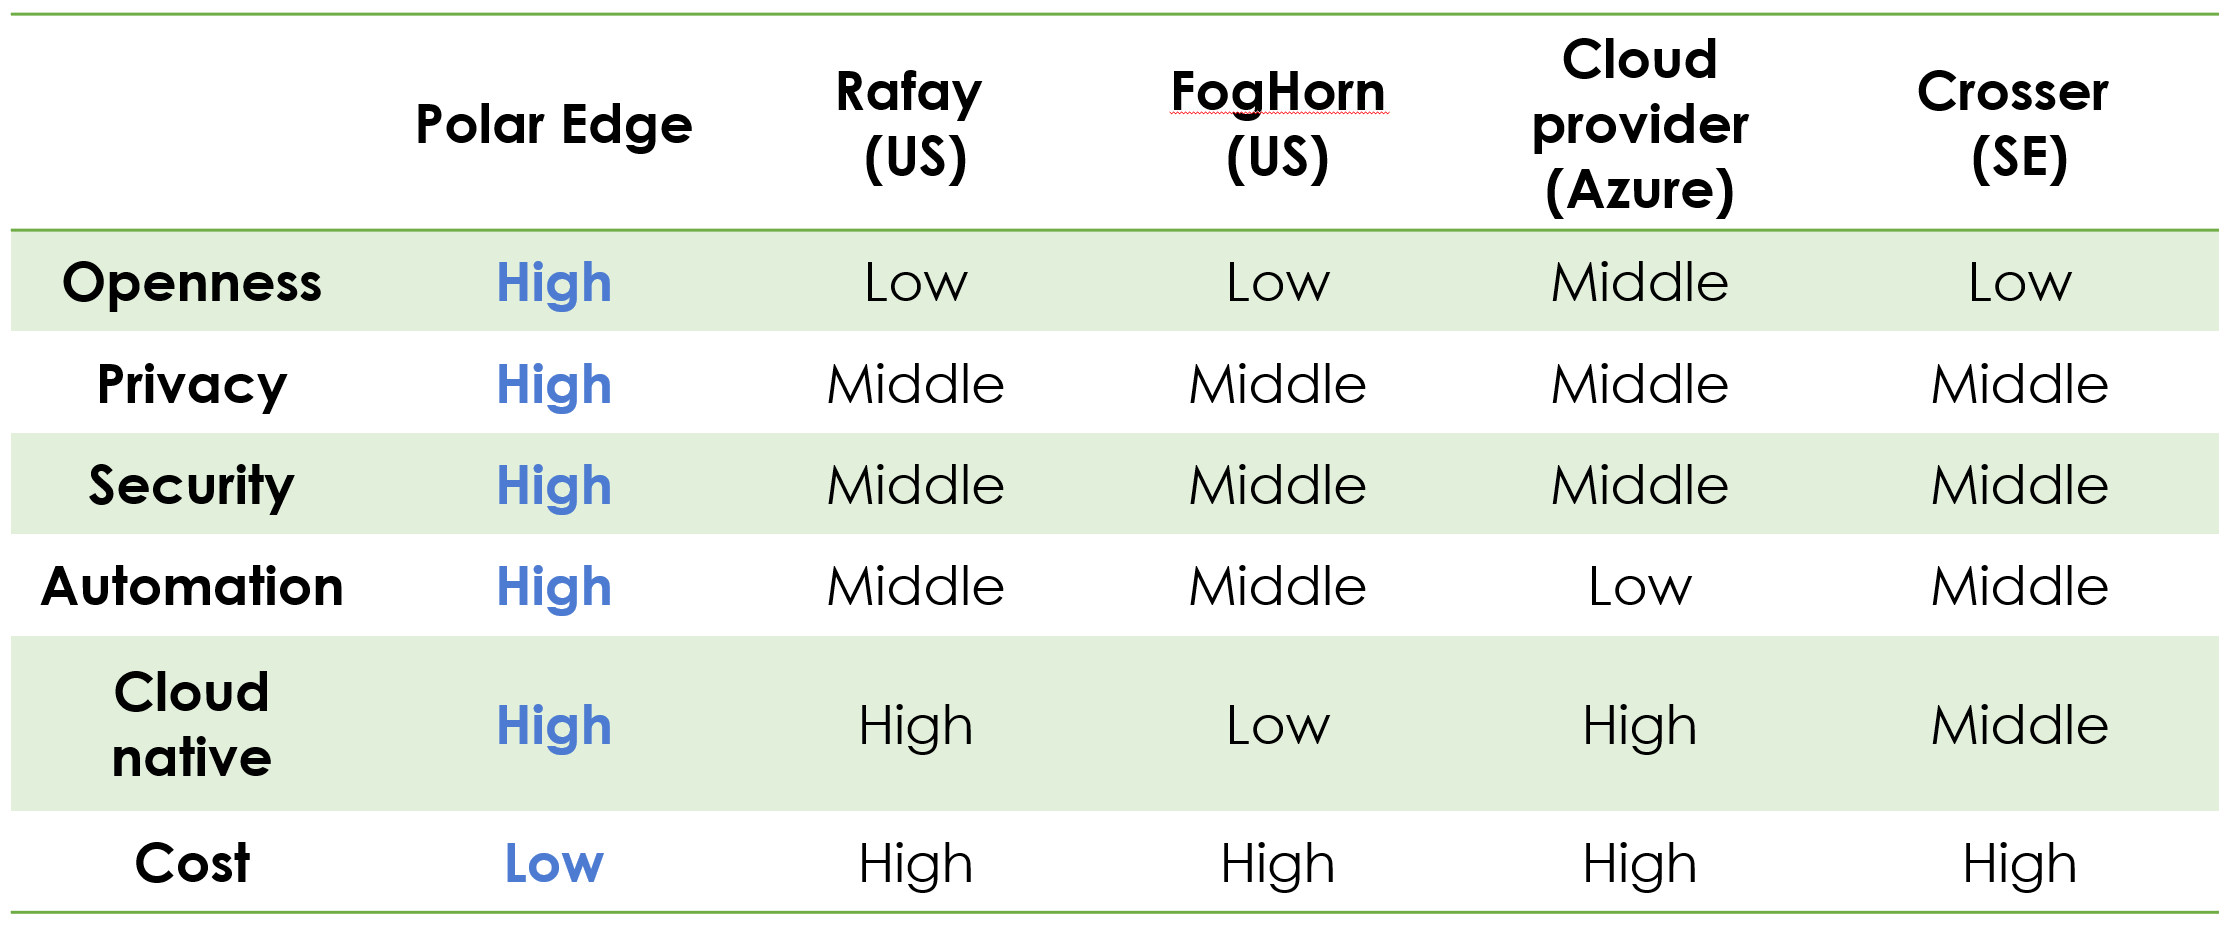 Polar Edge
Rafay
(US)
FogHorn
(US)
Cloud
provider
(Azure)
Crosser
(SE)
Openness High Low Low Middle Low
Privacy High Middle Middle Middle Middle
Security High Middle Middle Middle Middle
Automation High Middle Middle Low Middle
Cloud
native High High Low High Middle
Cost Low High High High High